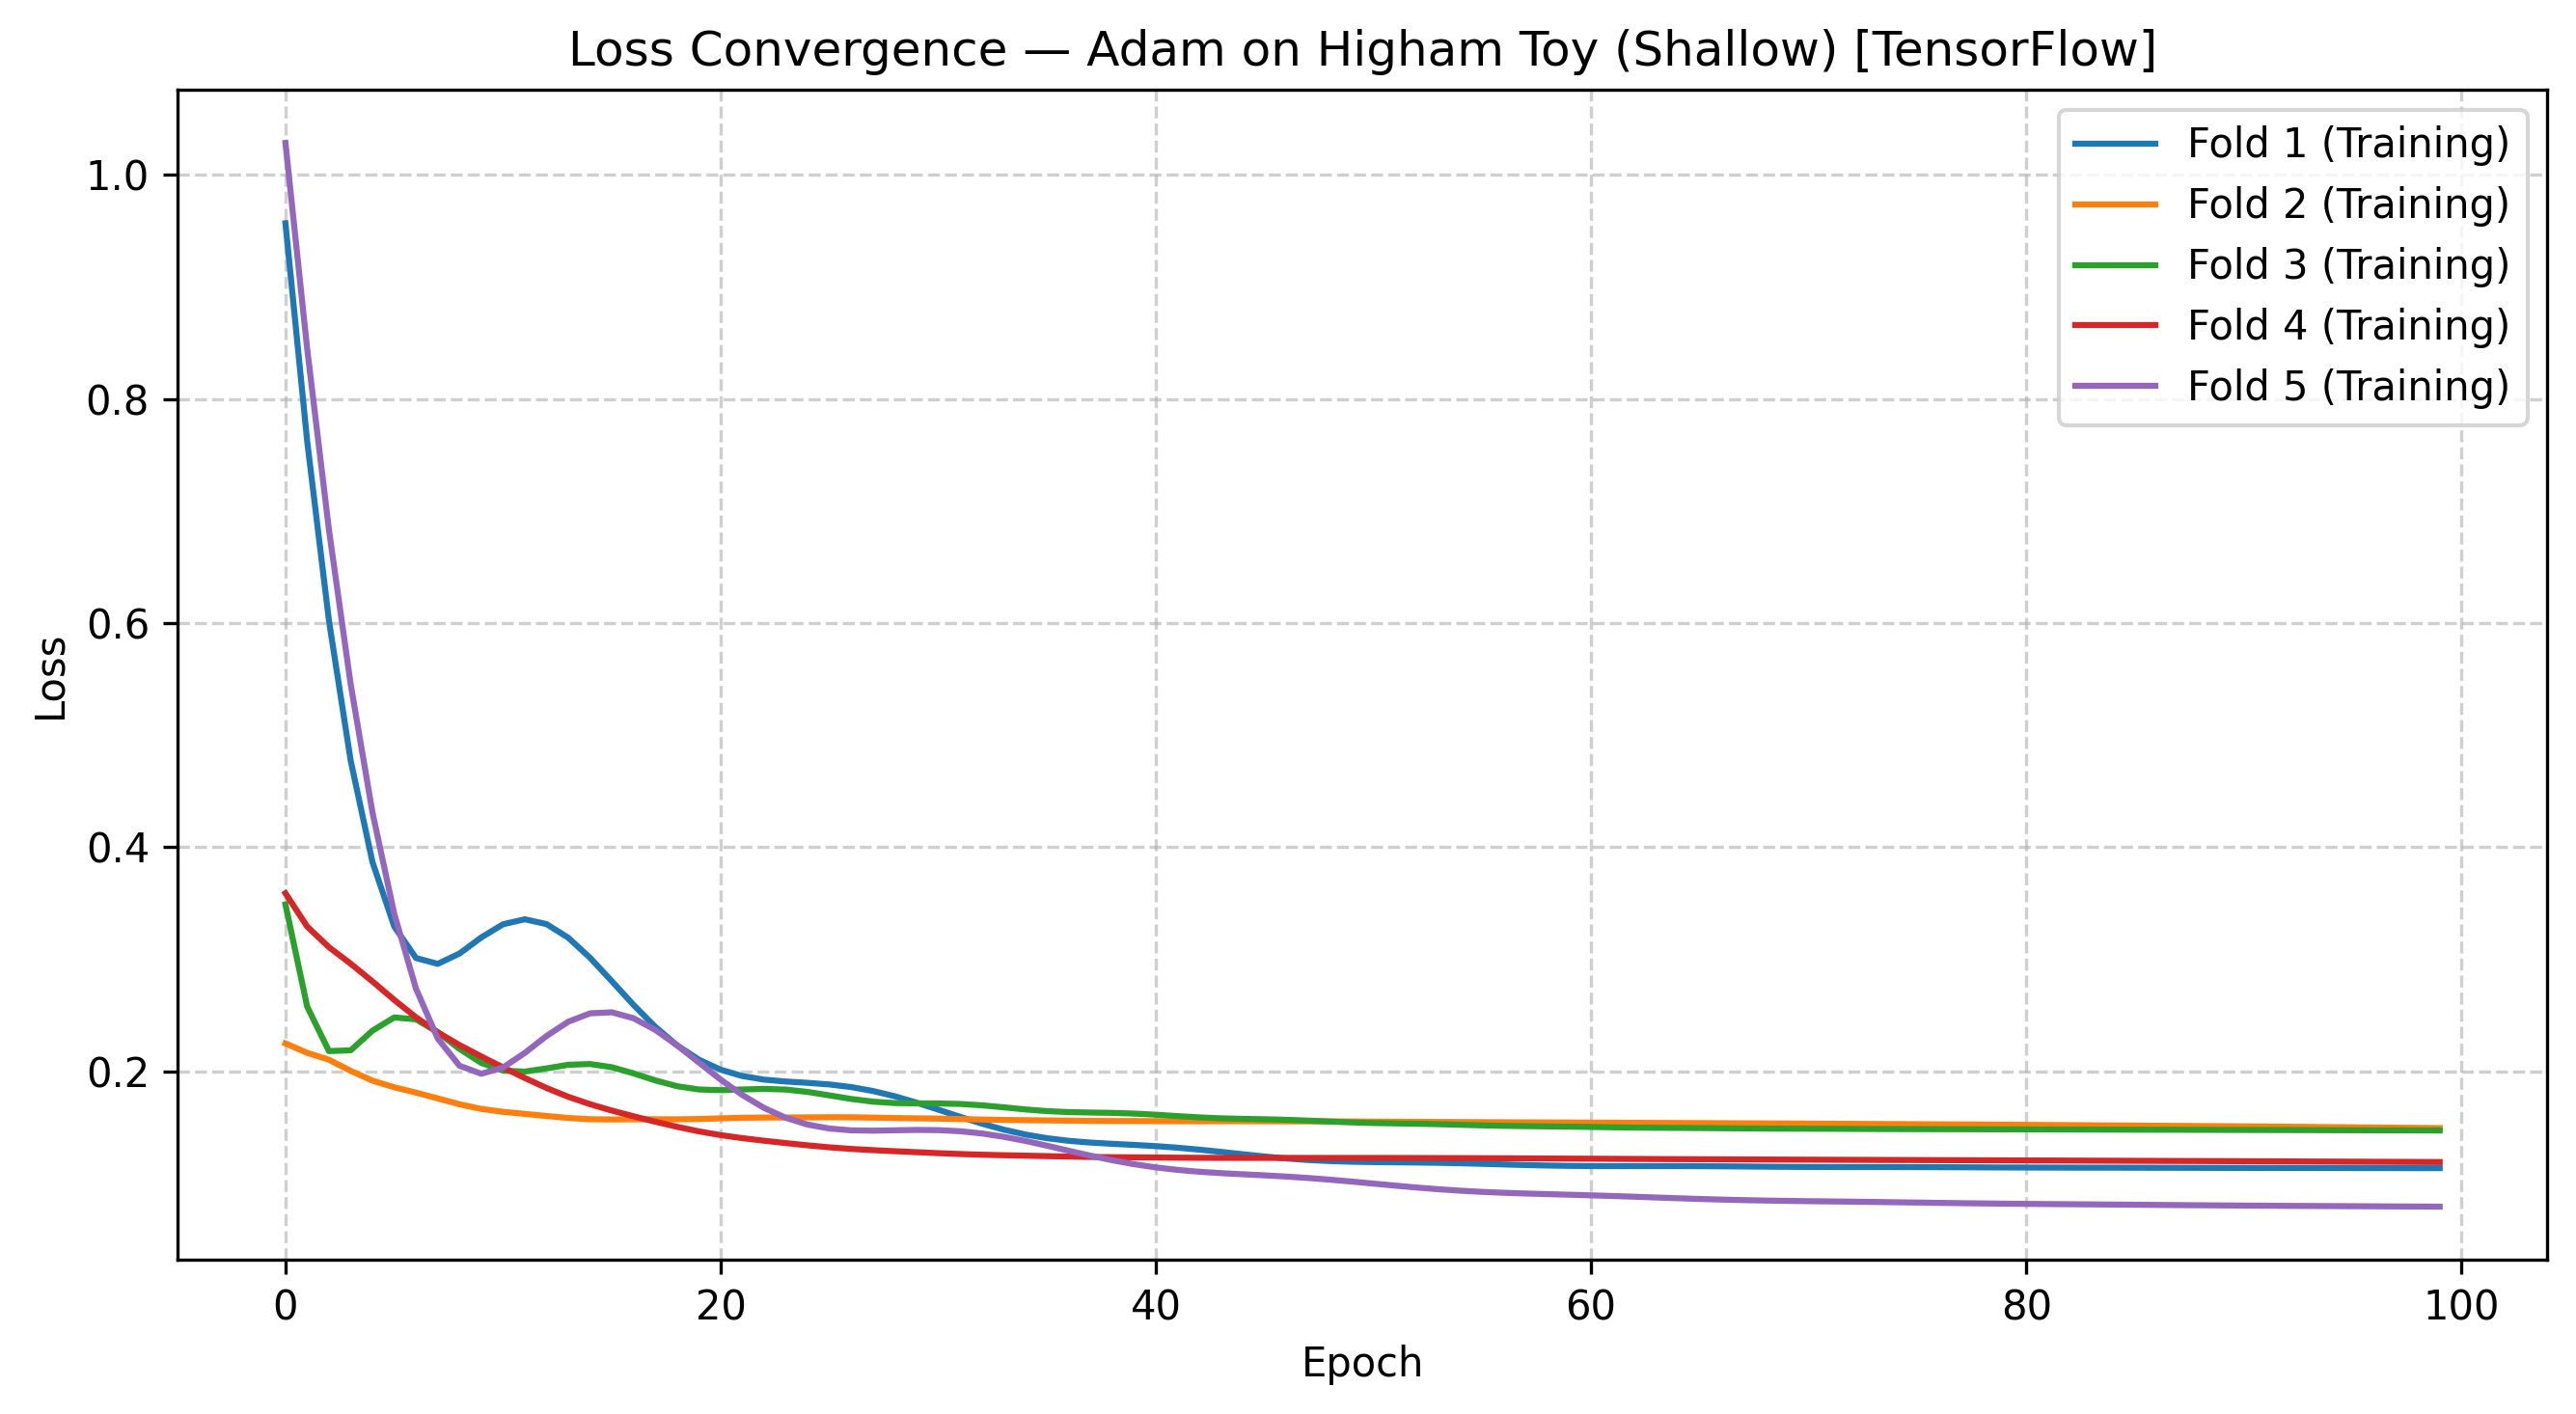 Loss Convergence — Adam on Higham Toy (Shallow) [TensorFlow]
Fold 1 (Training)
Fold 2 (Training)
Fold 3 (Training)
Fold 4 (Training)
Fold 5 (Training)
Loss
1.0
0.8
0.6
0.4
0.2
0 20 40 60 80 100
Epoch